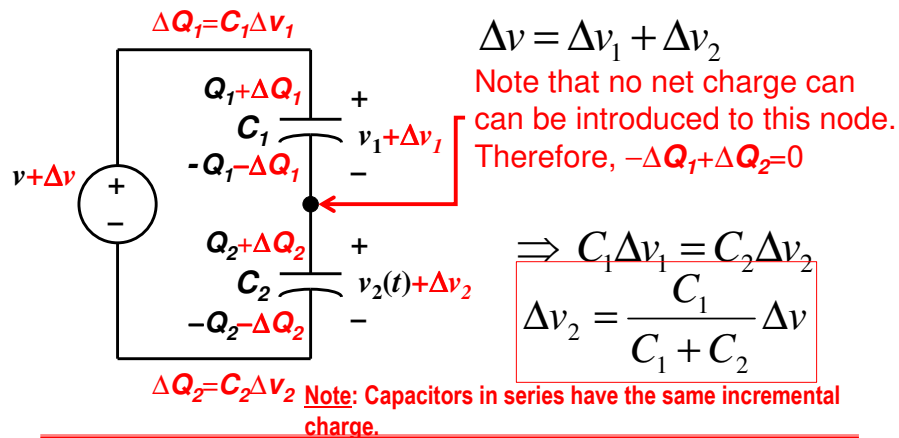 ΔQ₁=C₁Δv₁
Δv = Δv₁ + Δv₂
Note that no net charge can
can be introduced to this node.
Therefore, −ΔQ₁+ΔQ₂=0
Q₁+ΔQ₁
+
C₁
v₁+Δv₁
-Q₁−ΔQ₁
−
v+Δv
+
−
Q₂+ΔQ₂
+
C₂
v₂(t)+Δv₂
−Q₂−ΔQ₂
−
⇒ C₁Δv₁ = C₂Δv₂
Δv₂ = C₁ / (C₁ + C₂) Δv
ΔQ₂=C₂Δv₂
Note: Capacitors in series have the same incremental
charge.